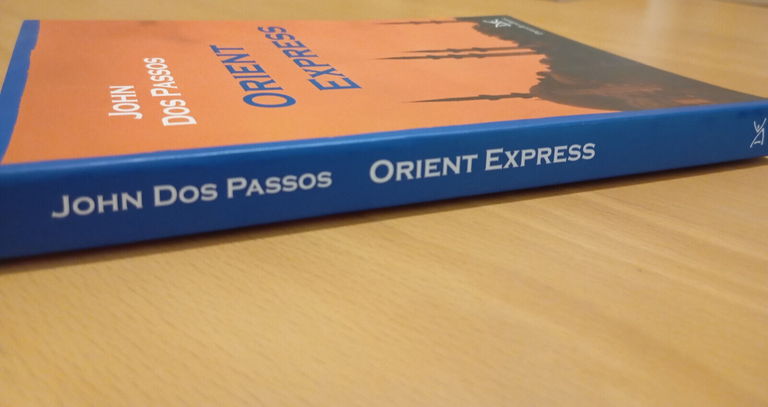 JOHN
DOS PASSOS
ORIENT
EXPRESS
JOHN DOS PASSOS ORIENT EXPRESS